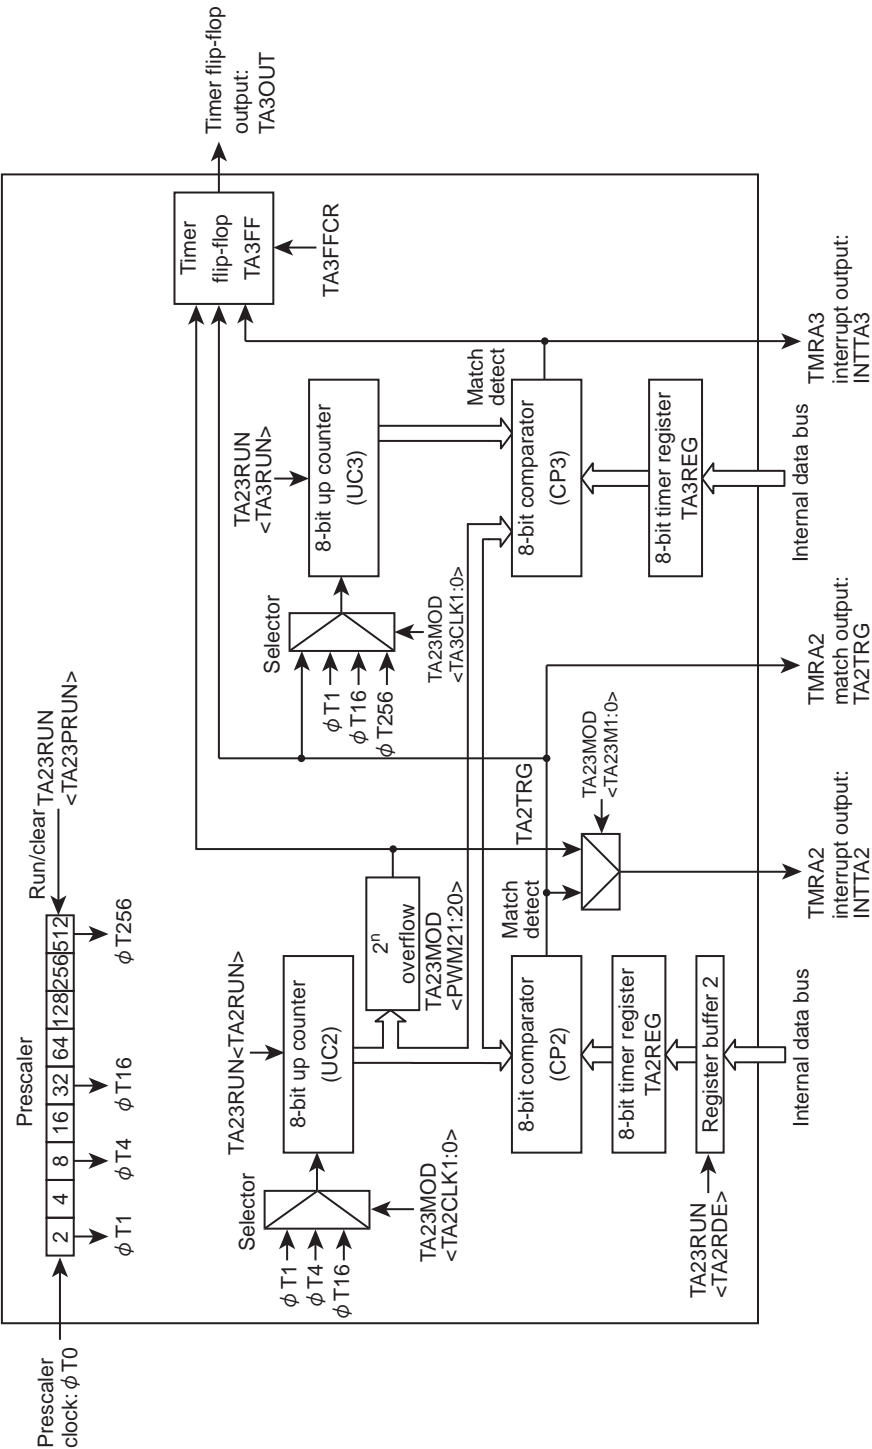 Prescaler
clock: ϕT0
Prescaler
2 4 8 16 32 64 128 256 512
Run/clear
TA23RUN
<TA23PRUN>
ϕT1
ϕT4
ϕT16
ϕT256
Timer
flip-flop
TA3FF
Timer flip-flop
output:
TA3OUT
TA3FFCR
TA23RUN<TA2RUN>
Selector
ϕT1
ϕT4
ϕT16
TA23MOD
<TA2CLK1:0>
8-bit up counter
(UC2)
2n
overflow
TA23MOD
<PWM21:20>
TA23RUN
<TA3RUN>
Selector
ϕT1
ϕT16
ϕT256
TA23MOD
<TA3CLK1:0>
8-bit up counter
(UC3)
8-bit comparator
(CP2)
Match
detect
TA2TRG
8-bit comparator
(CP3)
Match
detect
8-bit timer register
TA2REG
Register buffer 2
TA23RUN
<TA2RDE>
TA23MOD
<TA23M1:0>
8-bit timer register
TA3REG
Internal data bus
TMRA2
interrupt output:
INTTA2
TMRA2
match output:
TA2TRG
Internal data bus
TMRA3
interrupt output:
INTTA3